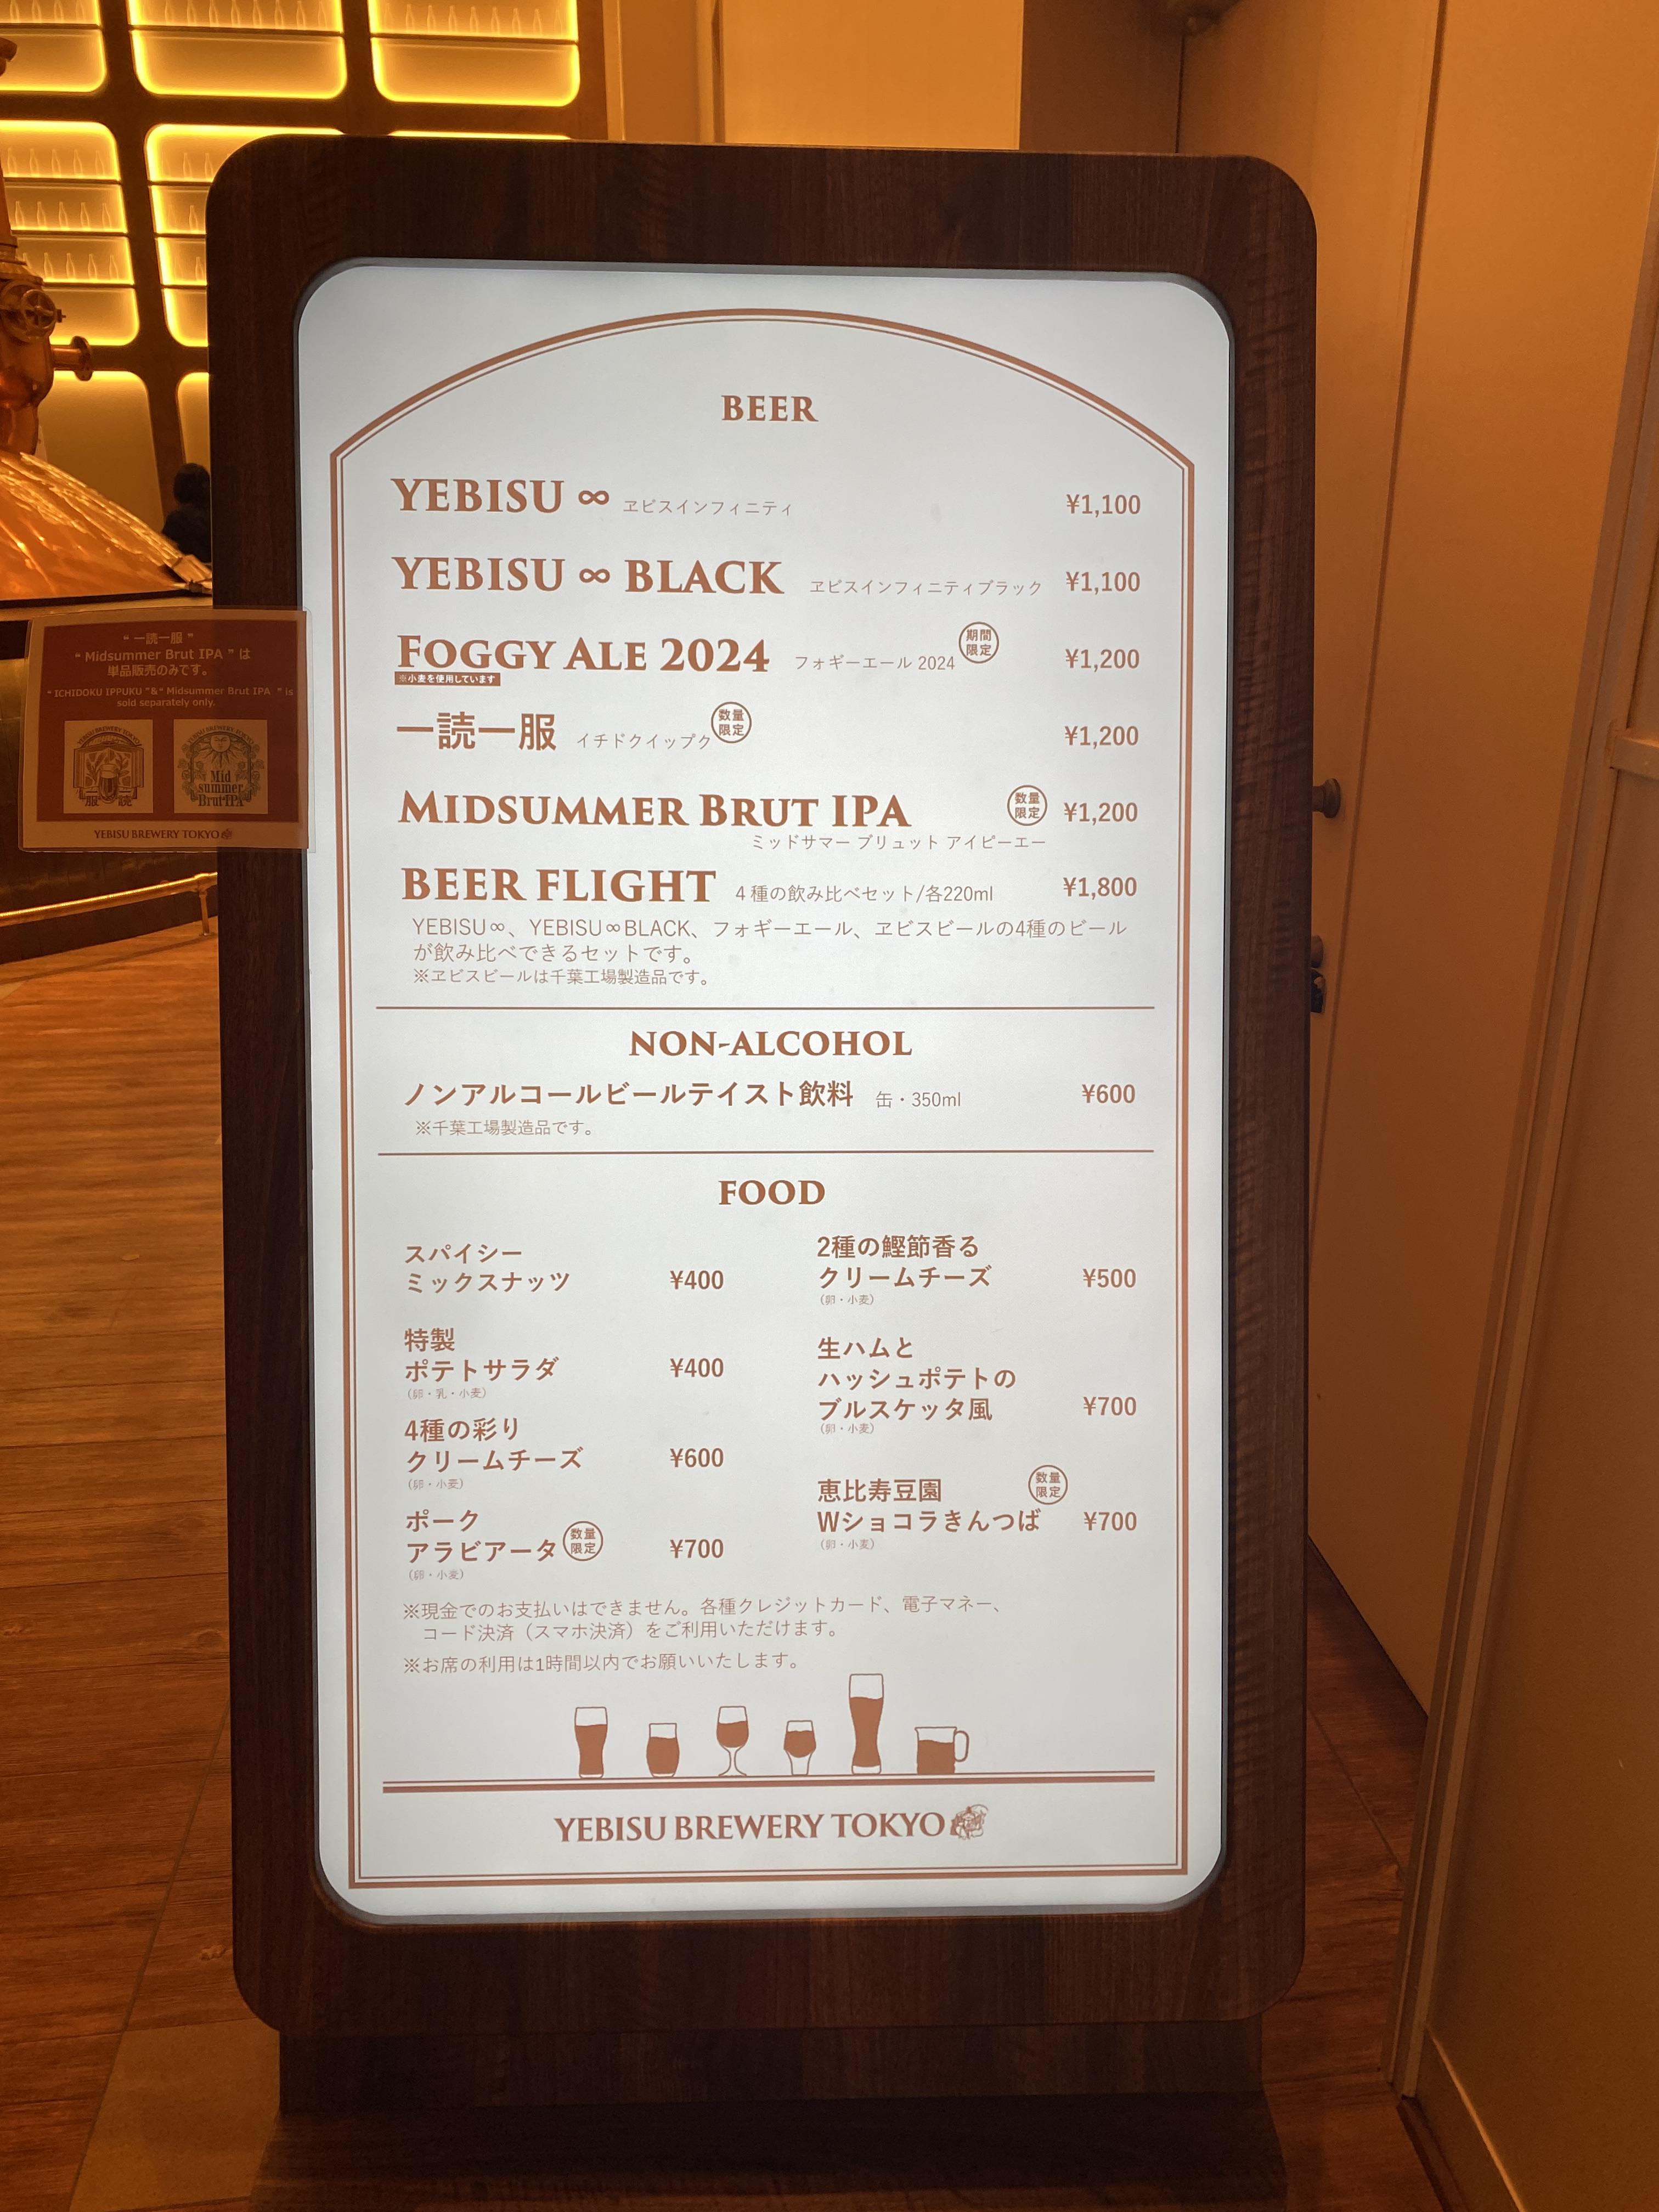 BEER
YEBISU ∞ ヱビスインフィニティ ¥1,100
YEBISU ∞ BLACK ヱビスインフィニティブラック ¥1,100
FOGGY ALE 2024 フォギーエール 2024 期間限定 ¥1,200
※小麦を使用しています
一読一服 イチドクイップク 数量限定 ¥1,200
MIDSUMMER BRUT IPA 数量限定 ¥1,200
ミッドサマー ブリュット アイピーエー
BEER FLIGHT 4種の飲み比べセット/各220ml ¥1,800
YEBISU∞、YEBISU∞BLACK、フォギーエール、ヱビスビールの4種のビール
が飲み比べできるセットです。
※ヱビスビールは千葉工場製造品です。
NON-ALCOHOL
ノンアルコールビールテイスト飲料 缶・350ml ¥600
※千葉工場製造品です。
FOOD
スパイシー
ミックスナッツ ¥400
特製
ポテトサラダ ¥400
(卵・乳・小麦)
4種の彩り
クリームチーズ ¥600
(卵・小麦)
ポーク
アラビアータ 数量限定 ¥700
(卵・小麦)
2種の鰹節香る
クリームチーズ ¥500
(卵・小麦)
生ハムと
ハッシュポテトの
ブルスケッタ風 ¥700
(卵・小麦)
恵比寿豆園 数量限定
Wショコラきんつば ¥700
(卵・小麦)
※現金でのお支払いはできません。各種クレジットカード、電子マネー、
コード決済（スマホ決済）をご利用いただけます。
※お席の利用は1時間以内でお願いいたします。
YEBISU BREWERY TOKYO
“ 一読一服 ”
“ Midsummer Brut IPA ” は
単品販売のみです。
“ ICHIDOKU IPPUKU ”&“ Midsummer Brut IPA ” is
sold separately only.
YEBISU BREWERY TOKYO
服 読
YEBISU BREWERY TOKYO
Mid
summer
Brut IPA
YEBISU BREWERY TOKYO